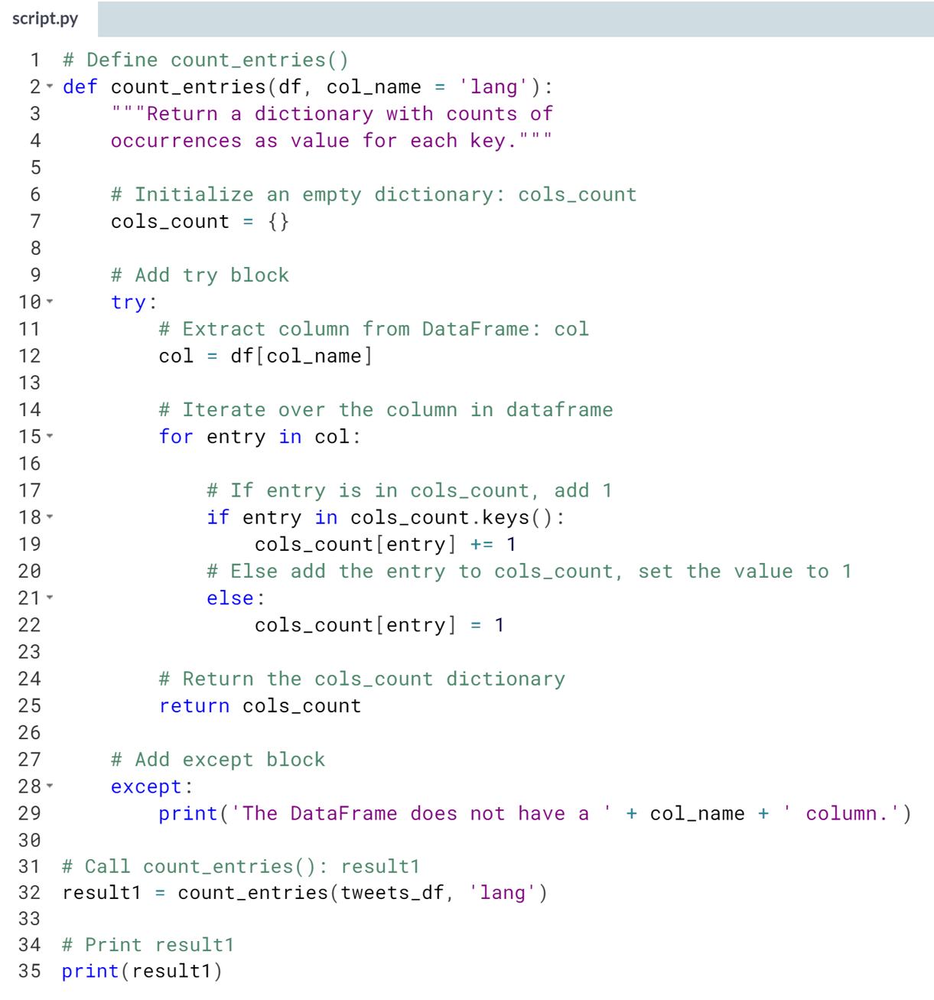 script.py
1 # Define count_entries()
2 def count_entries(df, col_name = 'lang'):
3     """Return a dictionary with counts of
4     occurrences as value for each key."""
5
6     # Initialize an empty dictionary: cols_count
7     cols_count = {}
8
9     # Add try block
10     try:
11         # Extract column from DataFrame: col
12         col = df[col_name]
13
14         # Iterate over the column in dataframe
15         for entry in col:
16
17             # If entry is in cols_count, add 1
18             if entry in cols_count.keys():
19                 cols_count[entry] += 1
20             # Else add the entry to cols_count, set the value to 1
21             else:
22                 cols_count[entry] = 1
23
24         # Return the cols_count dictionary
25         return cols_count
26
27     # Add except block
28     except:
29         print('The DataFrame does not have a ' + col_name + ' column.')
30
31 # Call count_entries(): result1
32 result1 = count_entries(tweets_df, 'lang')
33
34 # Print result1
35 print(result1)